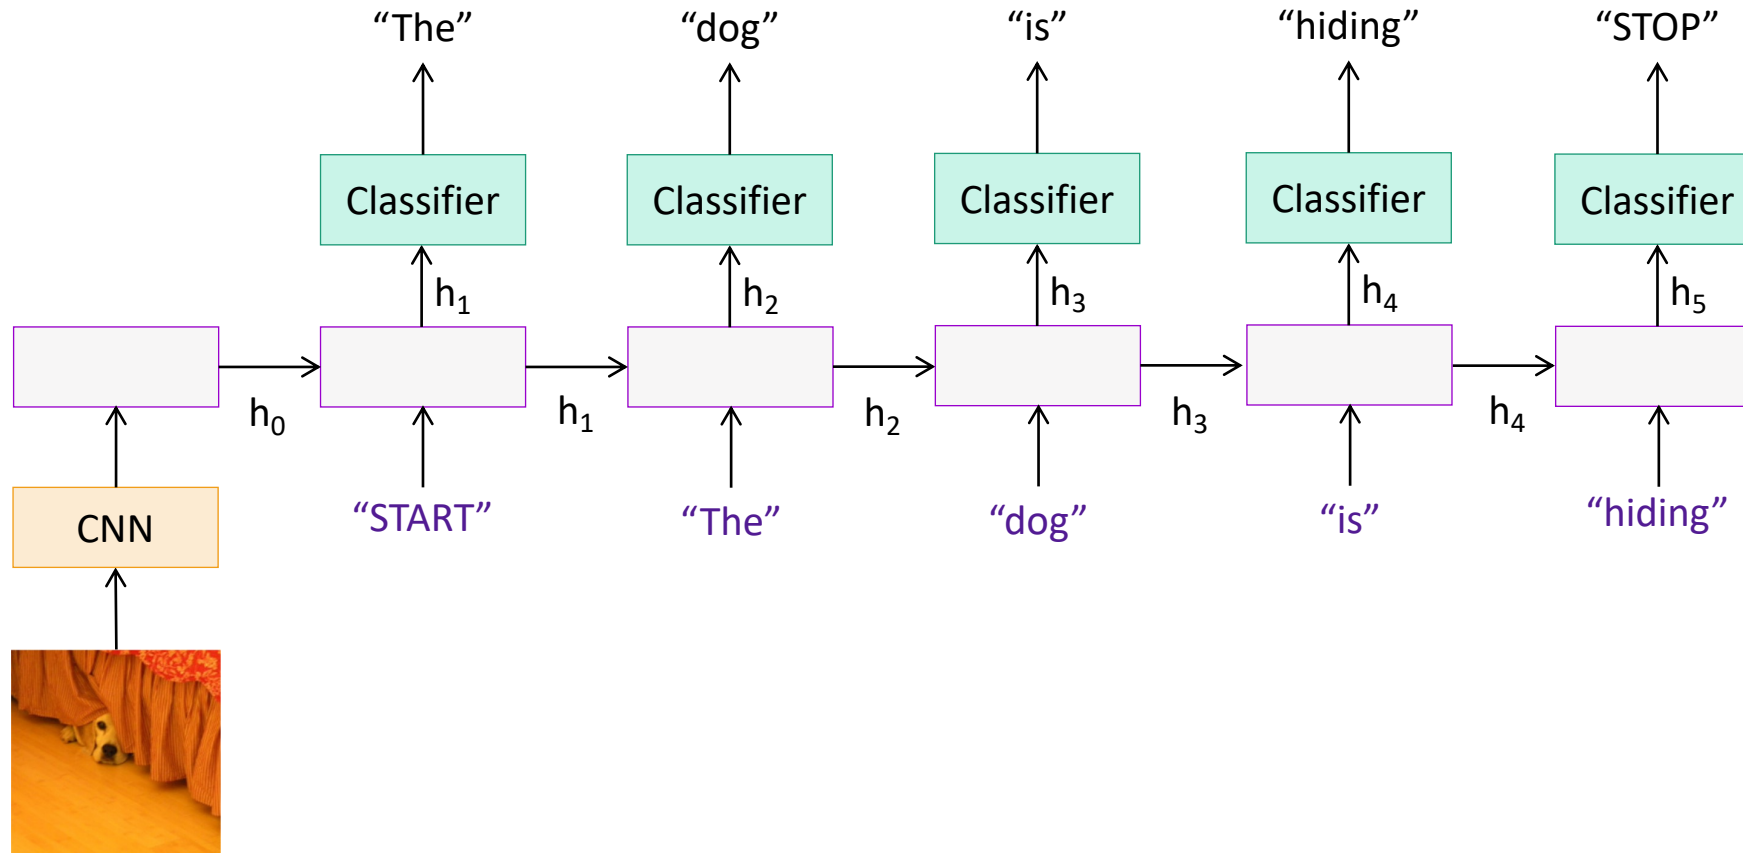 “The” “dog” “is” “hiding” “STOP”
Classifier Classifier Classifier Classifier Classifier
h₁ h₂ h₃ h₄ h₅
h₀ h₁ h₂ h₃ h₄
CNN “START” “The” “dog” “is” “hiding”